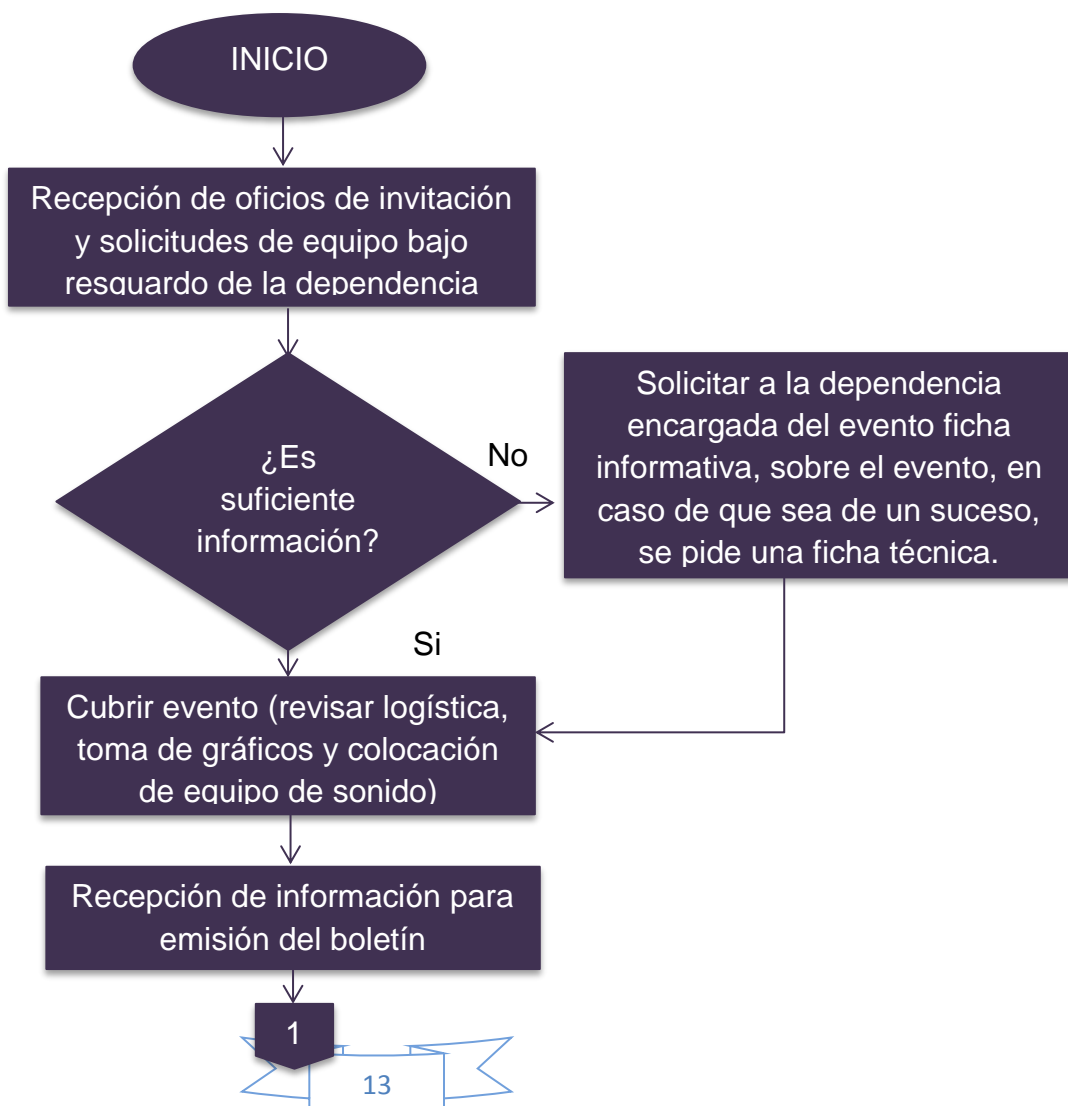 INICIO
Recepción de oficios de invitación
y solicitudes de equipo bajo
resguardo de la dependencia
¿Es
suficiente
información?
No
Solicitar a la dependencia
encargada del evento ficha
informativa, sobre el evento, en
caso de que sea de un suceso,
se pide una ficha técnica.
Si
Cubrir evento (revisar logística,
toma de gráficos y colocación
de equipo de sonido)
Recepción de información para
emisión del boletín
1
13